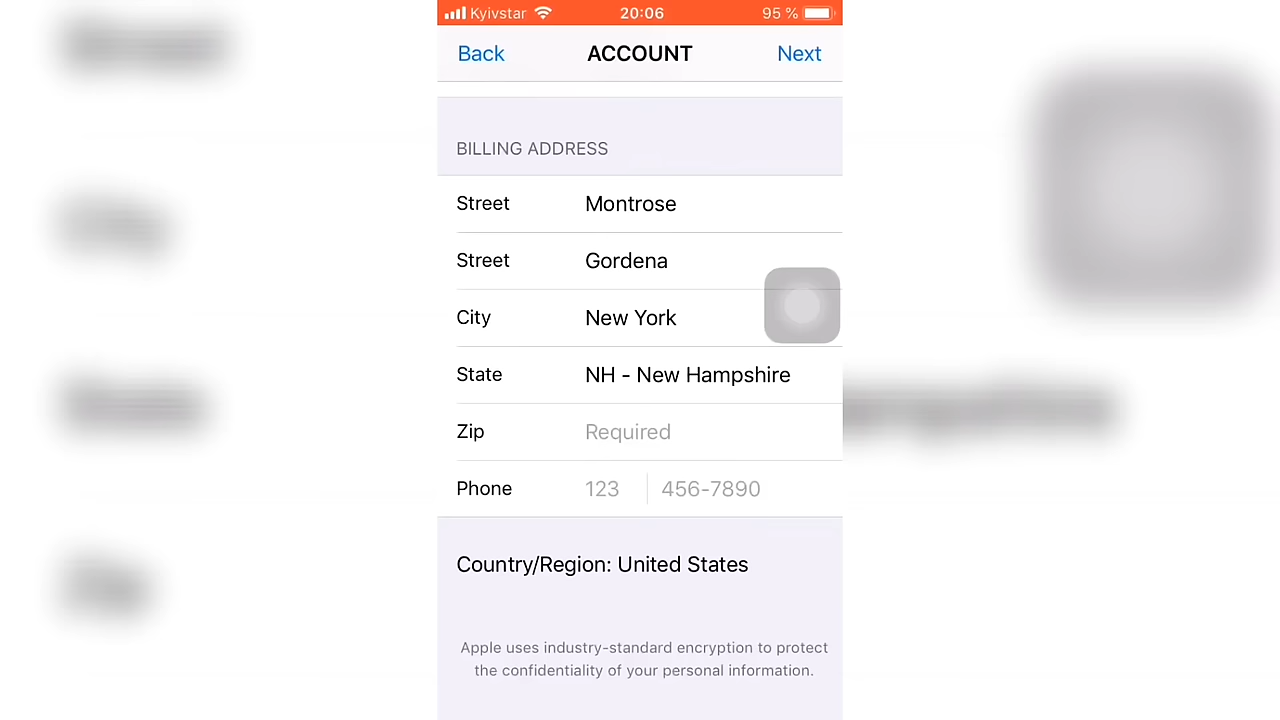 Kyivstar 20:06 95 %
Back ACCOUNT Next
BILLING ADDRESS
Street Montrose
Street Gordena
City New York
State NH - New Hampshire
Zip Required
Phone 123 456-7890
Country/Region: United States
Apple uses industry-standard encryption to protect
the confidentiality of your personal information.